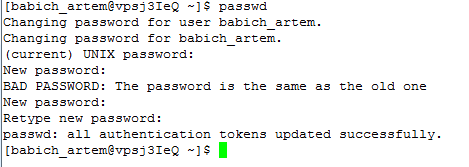 [babich_artem@vpsj3IeQ ~]$ passwd
Changing password for user babich_artem.
Changing password for babich_artem.
(current) UNIX password:
New password:
BAD PASSWORD: The password is the same as the old one
New password:
Retype new password:
passwd: all authentication tokens updated successfully.
[babich_artem@vpsj3IeQ ~]$